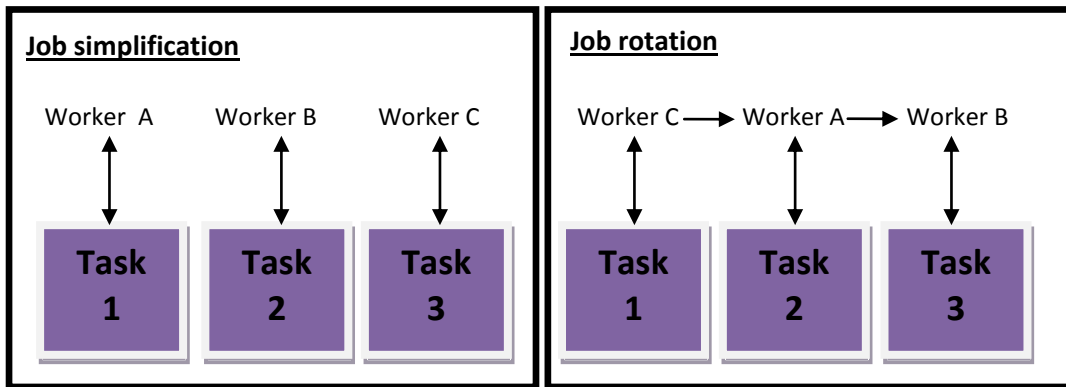 Job simplification
Worker A
Worker B
Worker C
Task 1
Task 2
Task 3
Job rotation
Worker C
Worker A
Worker B
Task 1
Task 2
Task 3